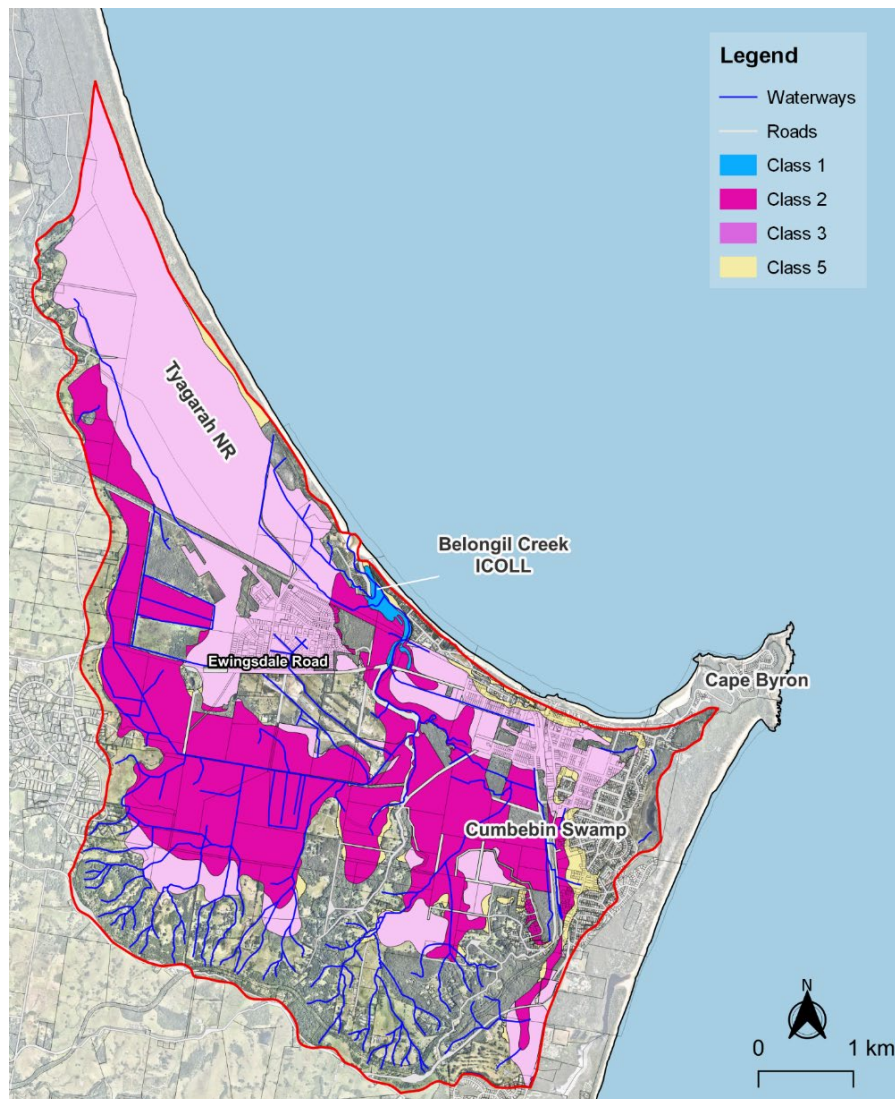 Legend
Waterways
Roads
Class 1
Class 2
Class 3
Class 5
Tyagarah NR
Belongil Creek
ICOLL
Ewingsdale Road
Cape Byron
Cumbebin Swamp
N
0 1 km